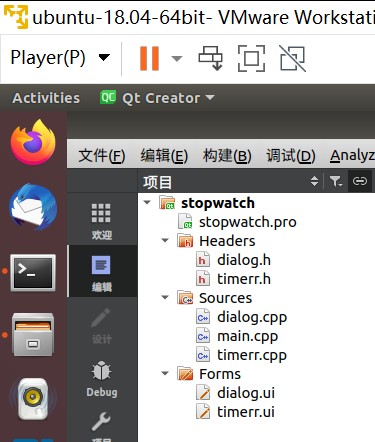 ubuntu-18.04-64bit- VMware Workstati
Player(P)
Activities QC Qt Creator
文件(F) 编辑(E) 构建(B) 调试(D) Analyz
项目
欢迎
编辑
设计
Debug
项目
stopwatch
stopwatch.pro
Headers
dialog.h
timerr.h
Sources
dialog.cpp
main.cpp
timerr.cpp
Forms
dialog.ui
timerr.ui